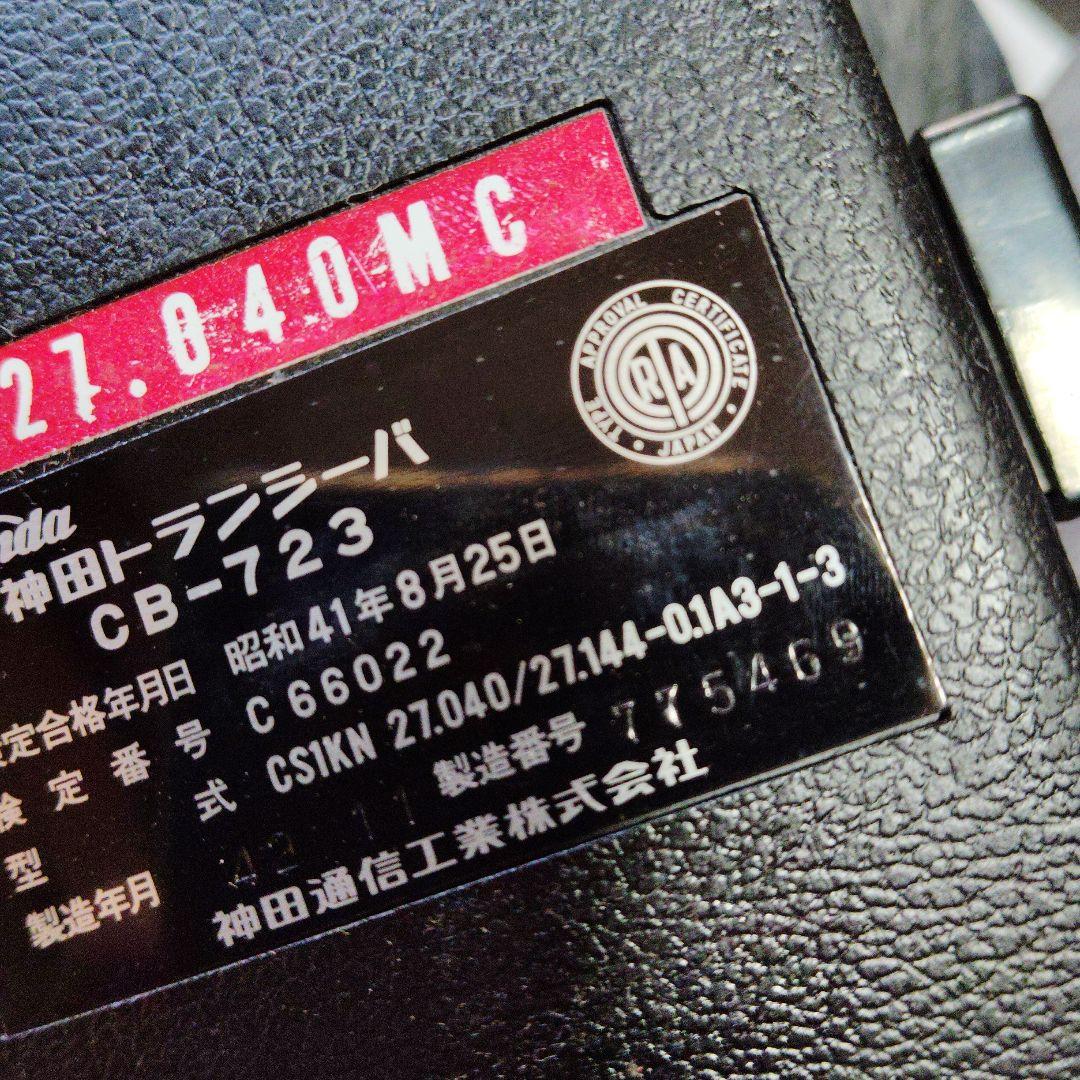 27.040MC
TYPE APPROVAL CERTIFICATE
JAPAN
RA
神田トランシーバ
CB-723
定合格年月日 昭和41年8月25日
検定番号 C66022
型式 CS1KN 27.040/27.144-0.1A3-1-3
製造年月 42 11 製造番号 775469
神田通信工業株式会社